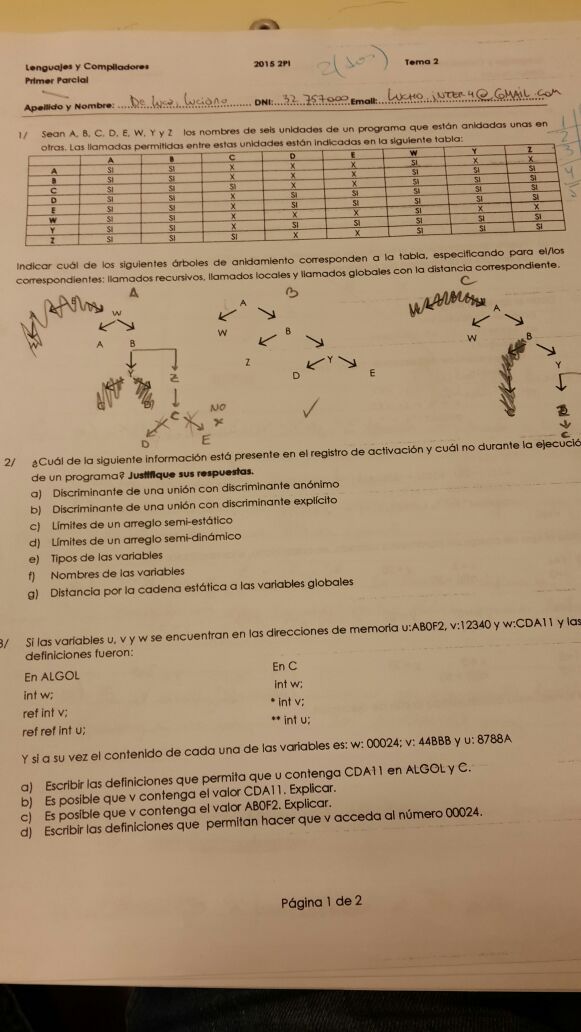 Lenguajes y Compiladores 2015 2PI Tema 2
Primer Parcial
Apellido y Nombre: De Luca, Luciano DNI: 32.757000 Email: LUCHO_INTER4@GMAIL.COM
1/ Sean A, B, C, D, E, W, Y y Z los nombres de seis unidades de un programa que están anidadas unas en
otras. Las llamadas permitidas entre estas unidades están indicadas en la siguiente tabla:
A B C D E W Y Z
A SI SI X X X SI X X
B SI SI X X X SI SI SI
C SI SI SI X X SI SI SI
D SI SI X SI SI SI SI SI
E SI SI X SI SI SI SI SI
W SI SI X X X SI X X
Y SI SI X SI SI SI SI SI
Z SI SI SI X X SI SI SI
Indicar cuál de los siguientes árboles de anidamiento corresponden a la tabla, especificando para el/los
correspondientes: llamados recursivos, llamados locales y llamados globales con la distancia correspondiente.
A B C
W A A
A B W B W B
Y Z Z Y Y
C D E Z
D E NO X C
2/ ¿Cuál de la siguiente información está presente en el registro de activación y cuál no durante la ejecució
de un programa? Justifique sus respuestas.
a) Discriminante de una unión con discriminante anónimo
b) Discriminante de una unión con discriminante explícito
c) Límites de un arreglo semi-estático
d) Límites de un arreglo semi-dinámico
e) Tipos de las variables
f) Nombres de las variables
g) Distancia por la cadena estática a las variables globales
3/ Si las variables u, v y w se encuentran en las direcciones de memoria u:AB0F2, v:12340 y w:CDA11 y las
definiciones fueron:
En ALGOL En C
int w; int w;
ref int v; * int v;
ref ref int u; ** int u;
Y si a su vez el contenido de cada una de las variables es: w: 00024; v: 44BBB y u: 8788A
a) Escribir las definiciones que permita que u contenga CDA11 en ALGOL y C.
b) Es posible que v contenga el valor CDA11. Explicar.
c) Es posible que v contenga el valor AB0F2. Explicar.
d) Escribir las definiciones que permitan hacer que v acceda al número 00024.
Página 1 de 2